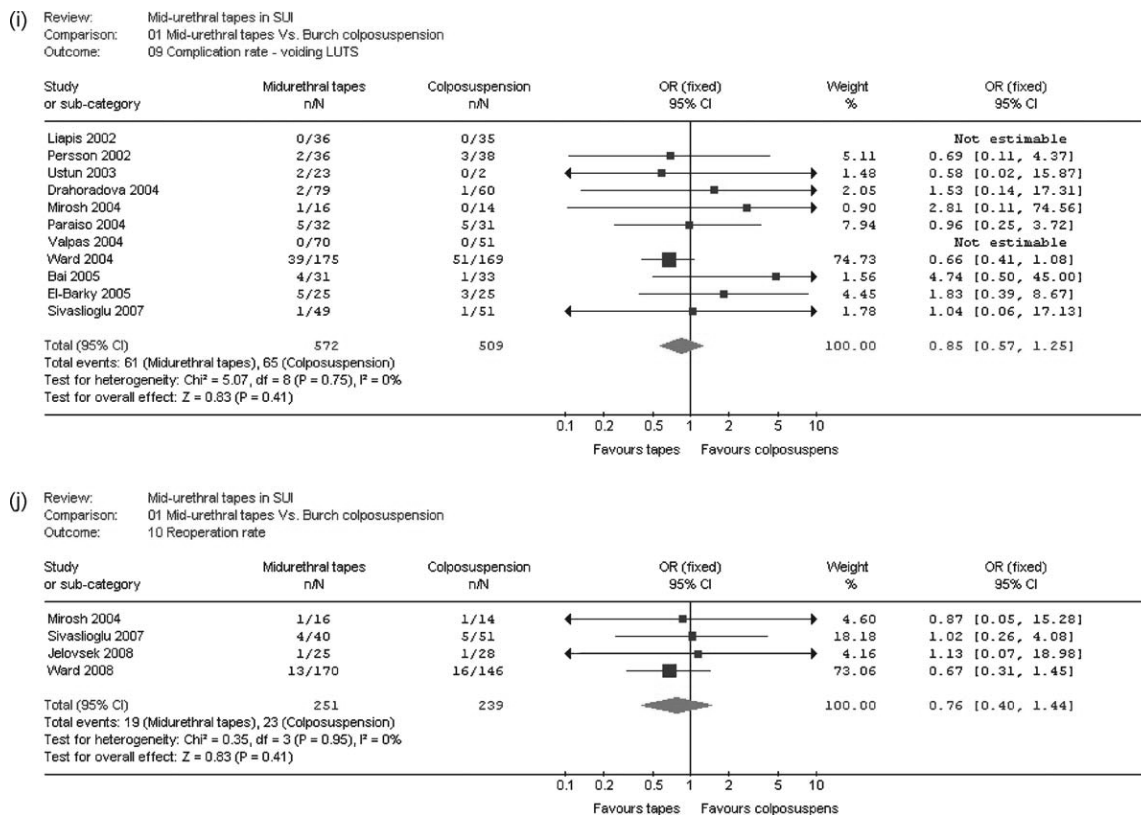 (i) Review: Mid-urethral tapes in SUI
Comparison: 01 Mid-urethral tapes Vs. Burch colposuspension
Outcome: 09 Complication rate - voiding LUTS
Study Midurethral tapes Colposuspension OR (fixed) Weight OR (fixed)
or sub-category n/N n/N 95% CI % 95% CI
Liapis 2002 0/36 0/35 Not estimable
Persson 2002 2/36 3/38 5.11 0.69 [0.11, 4.37]
Ustun 2003 2/23 0/2 1.48 0.58 [0.02, 15.87]
Drahoradova 2004 2/79 1/60 2.05 1.53 [0.14, 17.31]
Mirosh 2004 1/16 0/14 0.90 2.81 [0.11, 74.56]
Paraiso 2004 5/32 5/31 7.94 0.96 [0.25, 3.72]
Valpas 2004 0/70 0/51 Not estimable
Ward 2004 39/175 51/169 74.73 0.66 [0.41, 1.08]
Bai 2005 4/31 1/33 1.56 4.74 [0.50, 45.00]
El-Barky 2005 5/25 3/25 4.45 1.83 [0.39, 8.67]
Sivaslioglu 2007 1/49 1/51 1.78 1.04 [0.06, 17.13]
Total (95% CI) 572 509 100.00 0.85 [0.57, 1.25]
Total events: 61 (Midurethral tapes), 65 (Colposuspension)
Test for heterogeneity: Chi² = 5.07, df = 8 (P = 0.75), I² = 0%
Test for overall effect: Z = 0.83 (P = 0.41)
0.1 0.2 0.5 1 2 5 10
Favours tapes Favours colposuspens
(j) Review: Mid-urethral tapes in SUI
Comparison: 01 Mid-urethral tapes Vs. Burch colposuspension
Outcome: 10 Reoperation rate
Study Midurethral tapes Colposuspension OR (fixed) Weight OR (fixed)
or sub-category n/N n/N 95% CI % 95% CI
Mirosh 2004 1/16 1/14 4.60 0.87 [0.05, 15.28]
Sivaslioglu 2007 4/40 5/51 18.18 1.02 [0.26, 4.08]
Jelovsek 2008 1/25 1/28 4.16 1.13 [0.07, 18.98]
Ward 2008 13/170 16/146 73.06 0.67 [0.31, 1.45]
Total (95% CI) 251 239 100.00 0.76 [0.40, 1.44]
Total events: 19 (Midurethral tapes), 23 (Colposuspension)
Test for heterogeneity: Chi² = 0.35, df = 3 (P = 0.95), I² = 0%
Test for overall effect: Z = 0.83 (P = 0.41)
0.1 0.2 0.5 1 2 5 10
Favours tapes Favours colposuspens